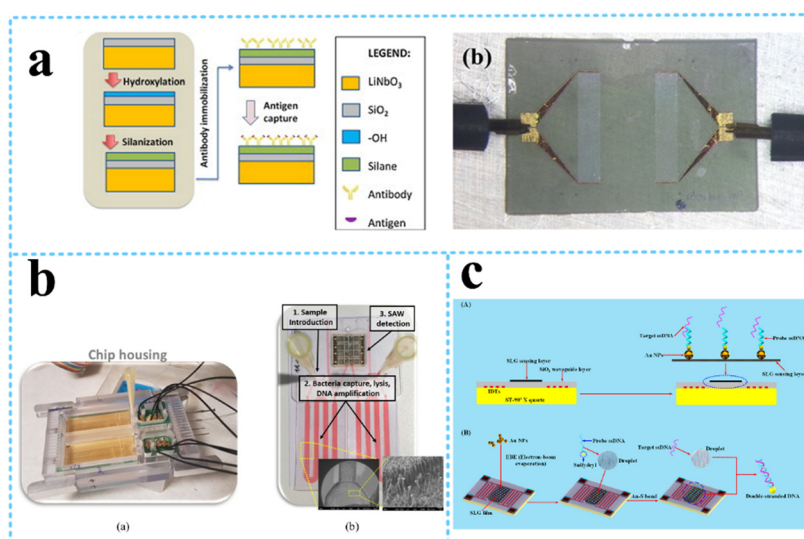 a
Hydroxylation
Silanization
Antibody immobilization
Antigen
capture
LEGEND:
LiNbO3
SiO2
-OH
Silane
Antibody
Antigen
(b)
b
Chip housing
(a)
1. Sample
Introduction
3. SAW
detection
2. Bacteria capture, lysis,
DNA amplification
(b)
c
(A)
SLG sensing layer
SiO2 waveguide layer
IDTs
ST-90° X quartz
Target ssDNA
Probe ssDNA
Au NPs
SLG sensing layer
(B)
Au NPs
EBE (Electron beam
evaporation)
SLG film
Probe ssDNA
Sulfydryl
Droplet
Au-S bond
Target ssDNA
Droplet
Double-stranded DNA